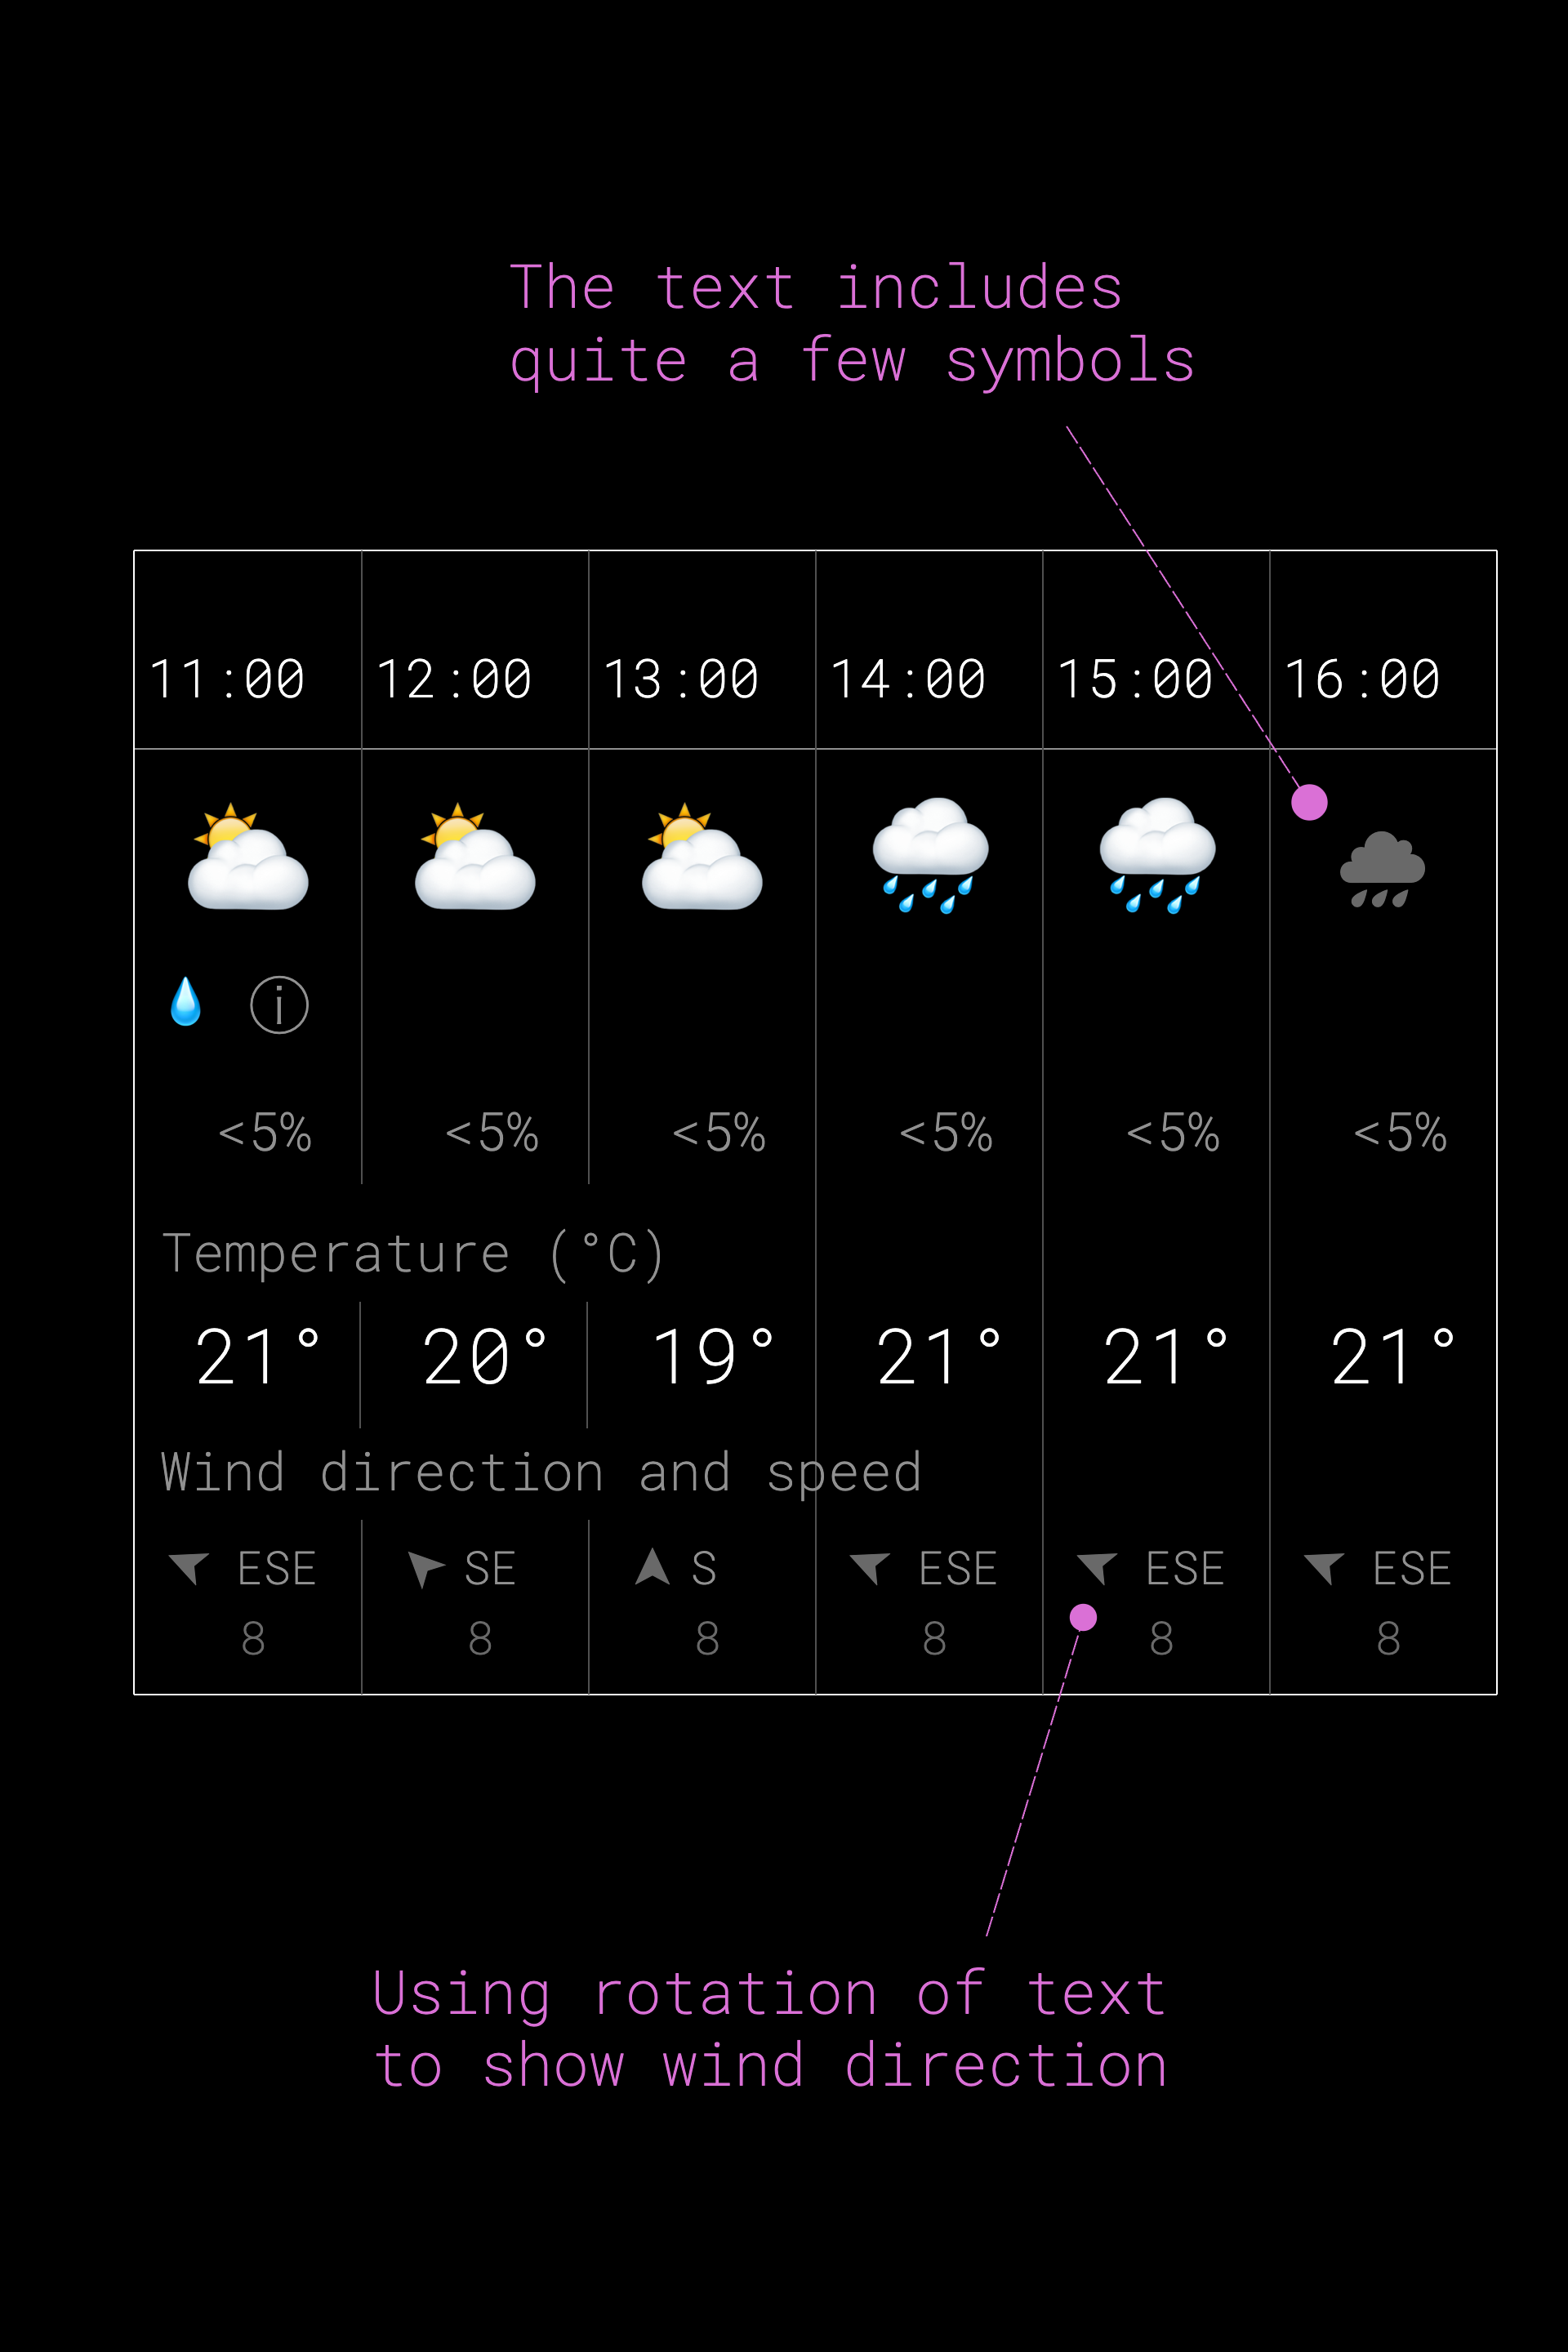 The text includes
quite a few symbols
11:00 12:00 13:00 14:00 15:00 16:00
<5% <5% <5% <5% <5% <5%
Temperature (°C)
21° 20° 19° 21° 21° 21°
Wind direction and speed
ESE SE S ESE ESE ESE
8 8 8 8 8 8
Using rotation of text
to show wind direction